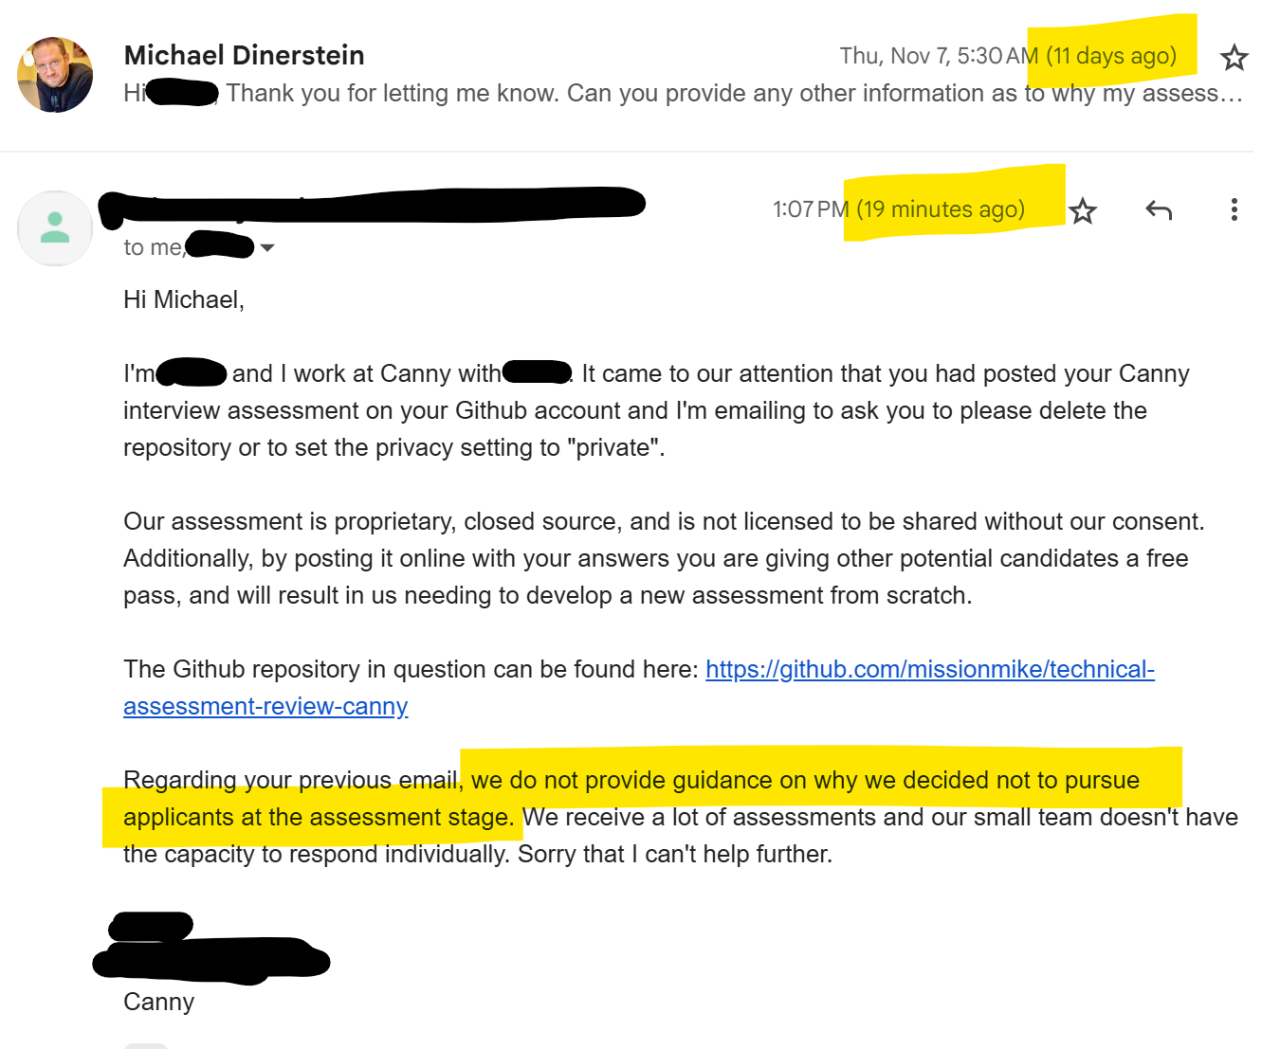 Michael Dinerstein
Thu, Nov 7, 5:30 AM (11 days ago)
Hi , Thank you for letting me know. Can you provide any other information as to why my assess…
1:07 PM (19 minutes ago)
to me,
Hi Michael,
I'm and I work at Canny with . It came to our attention that you had posted your Canny
interview assessment on your Github account and I'm emailing to ask you to please delete the
repository or to set the privacy setting to "private".
Our assessment is proprietary, closed source, and is not licensed to be shared without our consent.
Additionally, by posting it online with your answers you are giving other potential candidates a free
pass, and will result in us needing to develop a new assessment from scratch.
The Github repository in question can be found here: https://github.com/missionmike/technical-
assessment-review-canny
Regarding your previous email, we do not provide guidance on why we decided not to pursue
applicants at the assessment stage. We receive a lot of assessments and our small team doesn't have
the capacity to respond individually. Sorry that I can't help further.
Canny